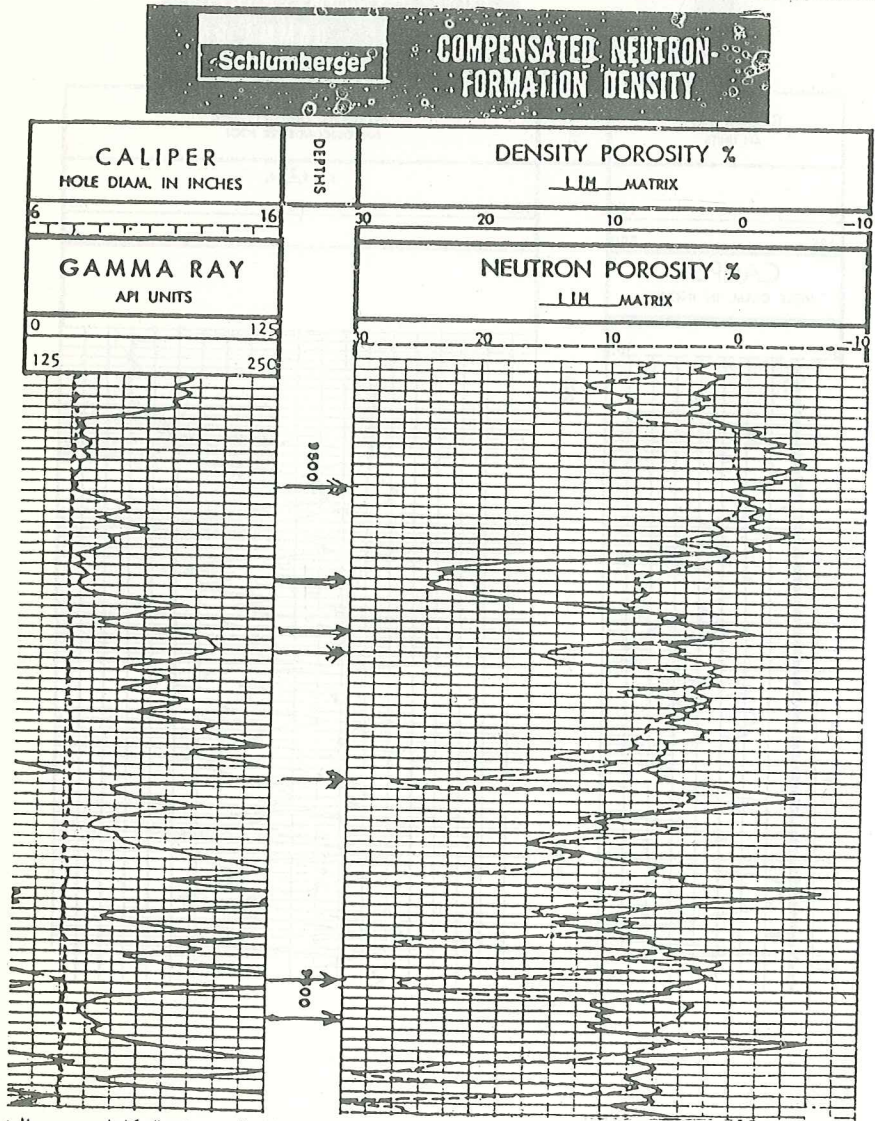 Schlumberger
COMPENSATED NEUTRON-
FORMATION DENSITY
CALIPER
HOLE DIAM. IN INCHES
6 16
GAMMA RAY
API UNITS
0 125
125 250
DEPTHS
DENSITY POROSITY %
LIM MATRIX
30 20 10 0 -10
NEUTRON POROSITY %
LIM MATRIX
30 20 10 0 -10
9500